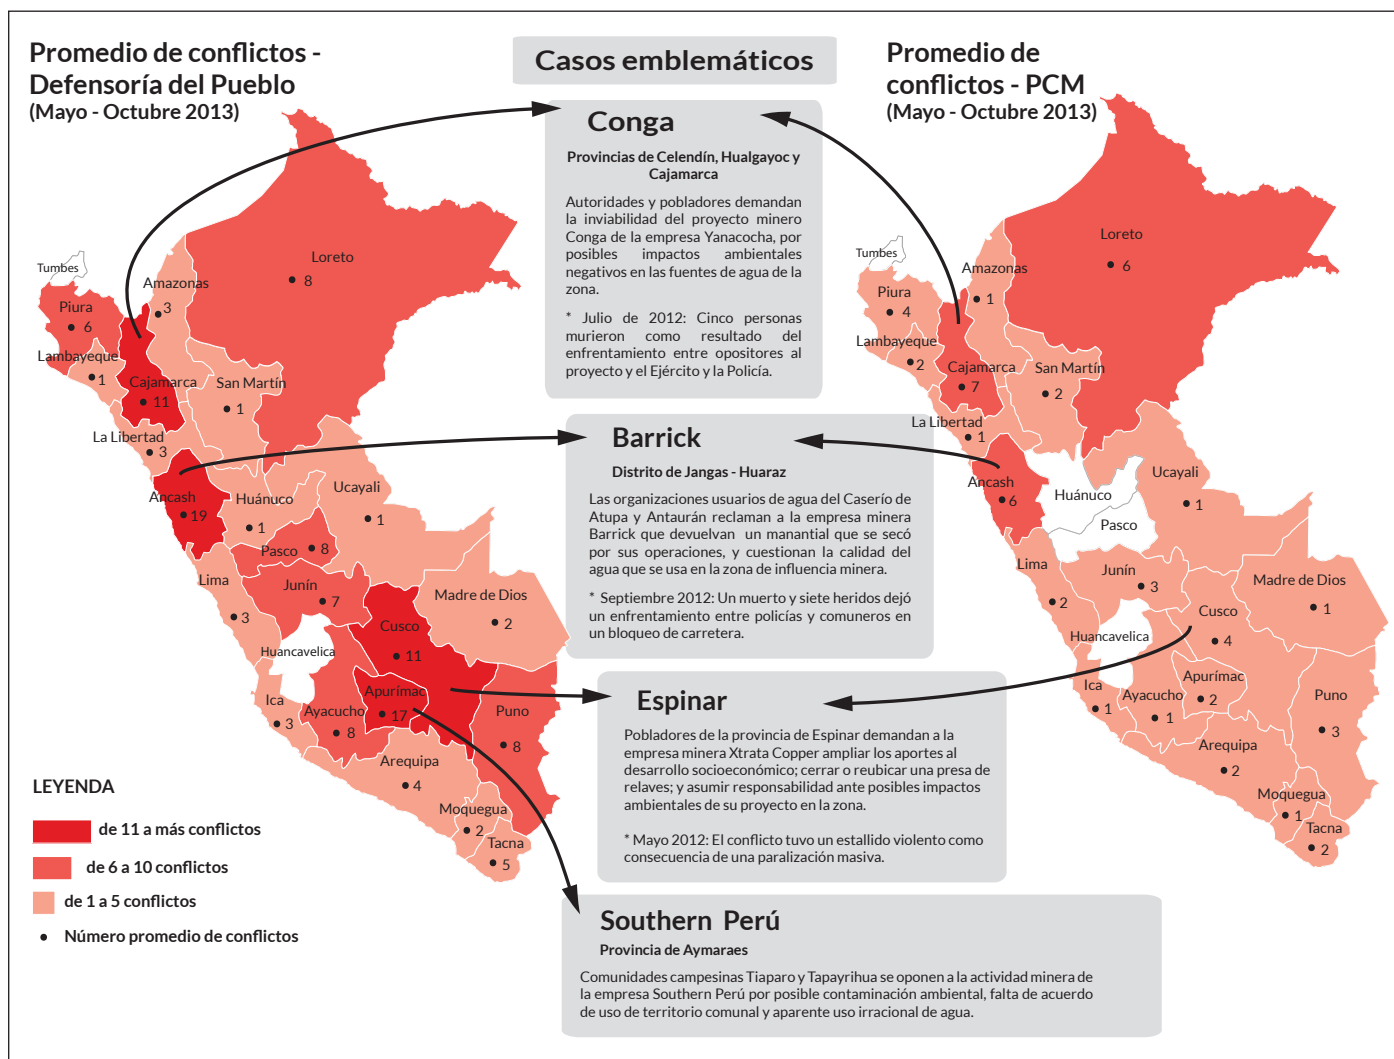 Promedio de conflictos -
Defensoría del Pueblo
(Mayo - Octubre 2013)
Tumbes
Piura
6
Lambayeque
1
Amazonas
3
Loreto
8
Cajamarca
11
San Martín
1
La Libertad
3
Ancash
19
Huánuco
1
Ucayali
1
Pasco
8
Lima
3
Junín
7
Madre de Dios
2
Cusco
11
Huancavelica
Ica
3
Ayacucho
8
Apurímac
17
Puno
8
Arequipa
4
Moquegua
2
Tacna
5
LEYENDA
de 11 a más conflictos
de 6 a 10 conflictos
de 1 a 5 conflictos
Número promedio de conflictos
Casos emblemáticos
Conga
Provincias de Celendín, Hualgayoc y
Cajamarca
Autoridades y pobladores demandan
la inviabilidad del proyecto minero
Conga de la empresa Yanacocha, por
posibles impactos ambientales
negativos en las fuentes de agua de la
zona.
* Julio de 2012: Cinco personas
murieron como resultado del
enfrentamiento entre opositores al
proyecto y el Ejército y la Policía.
Barrick
Distrito de Jangas - Huaraz
Las organizaciones usuarios de agua del Caserío de
Atupa y Antaurán reclaman a la empresa minera
Barrick que devuelvan un manantial que se secó
por sus operaciones, y cuestionan la calidad del
agua que se usa en la zona de influencia minera.
* Septiembre 2012: Un muerto y siete heridos dejó
un enfrentamiento entre policías y comuneros en
un bloqueo de carretera.
Espinar
Pobladores de la provincia de Espinar demandan a la
empresa minera Xtrata Copper ampliar los aportes al
desarrollo socioeconómico; cerrar o reubicar una presa de
relaves; y asumir responsabilidad ante posibles impactos
ambientales de su proyecto en la zona.
* Mayo 2012: El conflicto tuvo un estallido violento como
consecuencia de una paralización masiva.
Southern Perú
Provincia de Aymaraes
Comunidades campesinas Tiaparo y Tapayrihua se oponen a la actividad minera de
la empresa Southern Perú por posible contaminación ambiental, falta de acuerdo
de uso de territorio comunal y aparente uso irracional de agua.
Promedio de
conflictos - PCM
(Mayo - Octubre 2013)
Tumbes
Piura
4
Lambayeque
2
Amazonas
1
Loreto
6
Cajamarca
7
San Martín
2
La Libertad
1
Ancash
6
Huánuco
Ucayali
1
Pasco
Lima
2
Junín
3
Madre de Dios
1
Cusco
4
Huancavelica
Ica
1
Ayacucho
1
Apurímac
2
Puno
3
Arequipa
2
Moquegua
1
Tacna
2